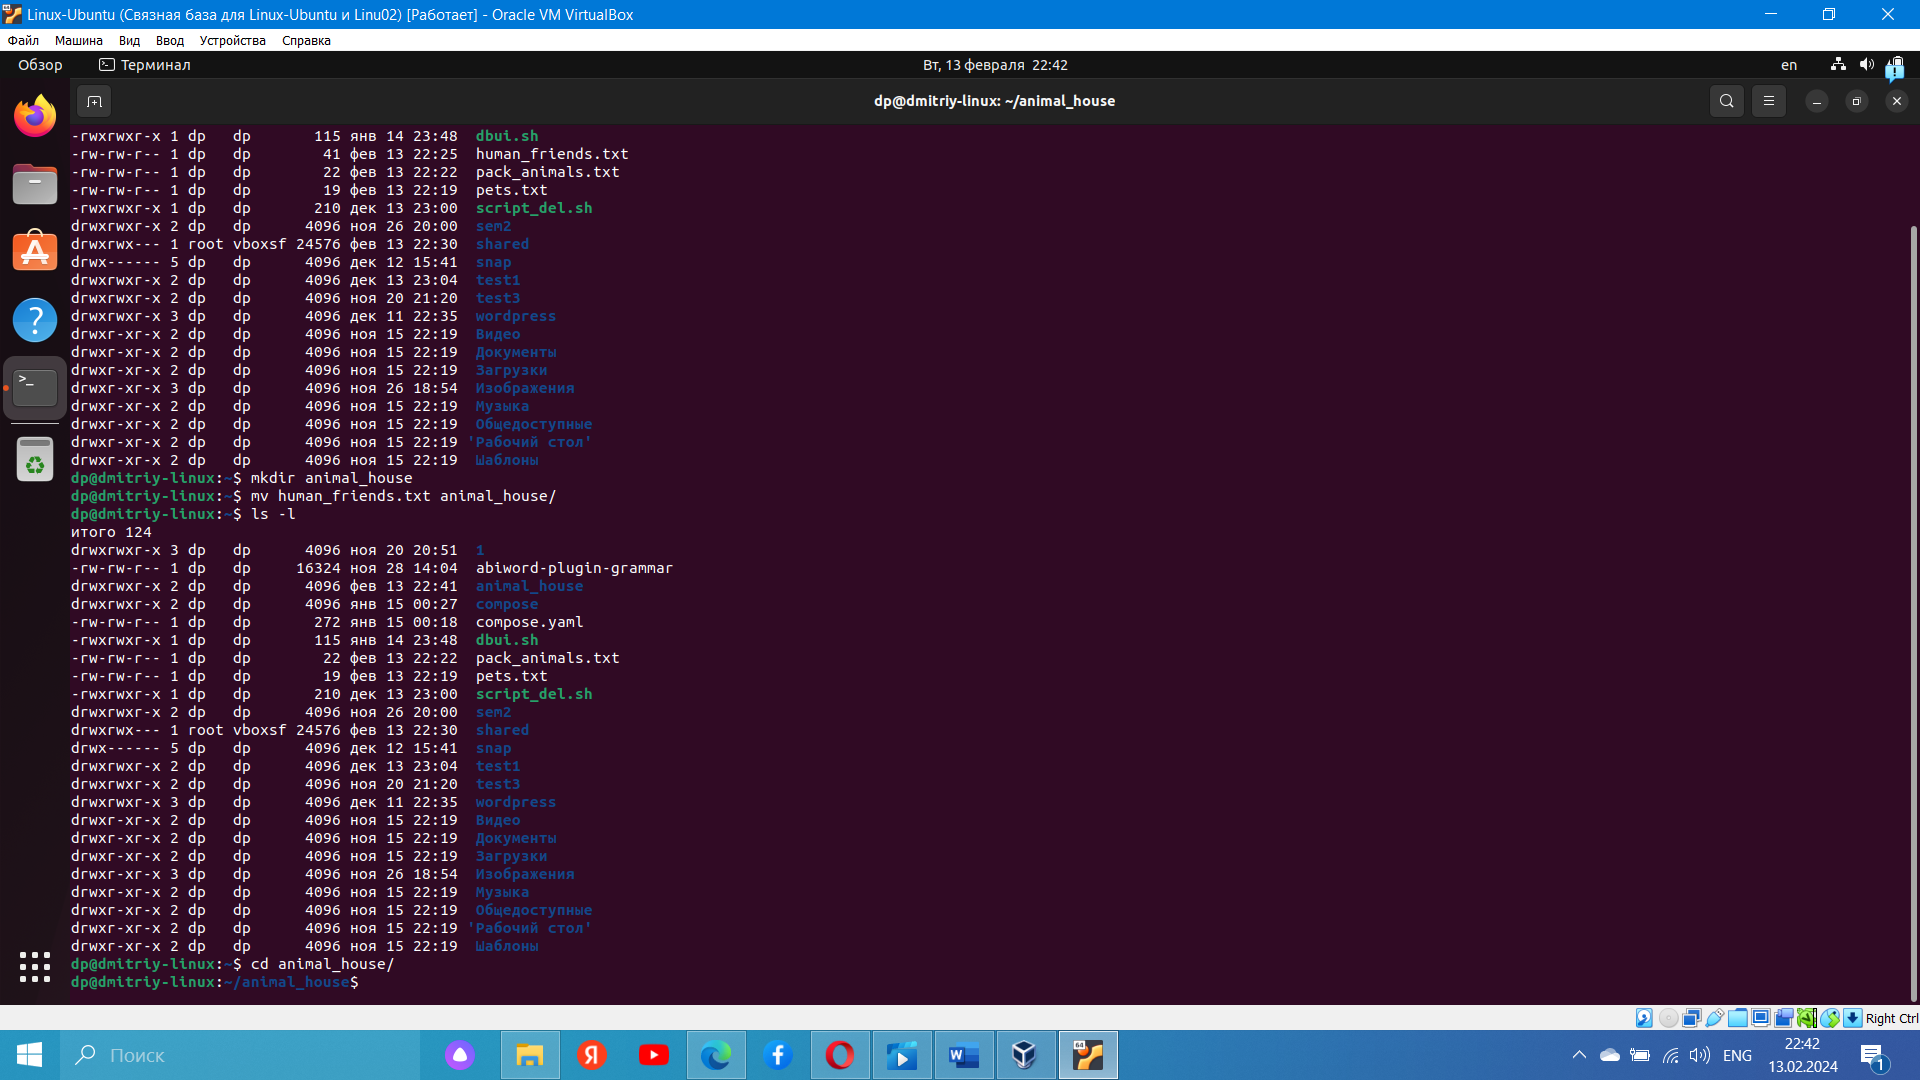 Linux-Ubuntu (Связная база для Linux-Ubuntu и Linu02) [Работает] - Oracle VM VirtualBox
Файл Машина Вид Ввод Устройства Справка
Обзор Терминал Вт, 13 февраля 22:42 en
dp@dmitriy-linux: ~/animal_house
-rwxrwxr-x 1 dp dp 115 янв 14 23:48 dbui.sh
-rw-rw-r-- 1 dp dp 41 фев 13 22:25 human_friends.txt
-rw-rw-r-- 1 dp dp 22 фев 13 22:22 pack_animals.txt
-rw-rw-r-- 1 dp dp 19 фев 13 22:19 pets.txt
-rwxrwxr-x 1 dp dp 210 дек 13 23:00 script_del.sh
drwxrwxr-x 2 dp dp 4096 ноя 26 20:00 sem2
drwxrwx--- 1 root vboxsf 24576 фев 13 22:30 shared
drwx------ 5 dp dp 4096 дек 12 15:41 snap
drwxrwxr-x 2 dp dp 4096 дек 13 23:04 test1
drwxrwxr-x 2 dp dp 4096 ноя 20 21:20 test3
drwxrwxr-x 3 dp dp 4096 дек 11 22:35 wordpress
drwxr-xr-x 2 dp dp 4096 ноя 15 22:19 Видео
drwxr-xr-x 2 dp dp 4096 ноя 15 22:19 Документы
drwxr-xr-x 2 dp dp 4096 ноя 15 22:19 Загрузки
drwxr-xr-x 3 dp dp 4096 ноя 26 18:54 Изображения
drwxr-xr-x 2 dp dp 4096 ноя 15 22:19 Музыка
drwxr-xr-x 2 dp dp 4096 ноя 15 22:19 Общедоступные
drwxr-xr-x 2 dp dp 4096 ноя 15 22:19 'Рабочий стол'
drwxr-xr-x 2 dp dp 4096 ноя 15 22:19 Шаблоны
dp@dmitriy-linux:~$ mkdir animal_house
dp@dmitriy-linux:~$ mv human_friends.txt animal_house/
dp@dmitriy-linux:~$ ls -l
итого 124
drwxrwxr-x 3 dp dp 4096 ноя 20 20:51 1
-rw-rw-r-- 1 dp dp 16324 ноя 28 14:04 abiword-plugin-grammar
drwxrwxr-x 2 dp dp 4096 фев 13 22:41 animal_house
drwxrwxr-x 2 dp dp 4096 янв 15 00:27 compose
-rw-rw-r-- 1 dp dp 272 янв 15 00:18 compose.yaml
-rwxrwxr-x 1 dp dp 115 янв 14 23:48 dbui.sh
-rw-rw-r-- 1 dp dp 22 фев 13 22:22 pack_animals.txt
-rw-rw-r-- 1 dp dp 19 фев 13 22:19 pets.txt
-rwxrwxr-x 1 dp dp 210 дек 13 23:00 script_del.sh
drwxrwxr-x 2 dp dp 4096 ноя 26 20:00 sem2
drwxrwx--- 1 root vboxsf 24576 фев 13 22:30 shared
drwx------ 5 dp dp 4096 дек 12 15:41 snap
drwxrwxr-x 2 dp dp 4096 дек 13 23:04 test1
drwxrwxr-x 2 dp dp 4096 ноя 20 21:20 test3
drwxrwxr-x 3 dp dp 4096 дек 11 22:35 wordpress
drwxr-xr-x 2 dp dp 4096 ноя 15 22:19 Видео
drwxr-xr-x 2 dp dp 4096 ноя 15 22:19 Документы
drwxr-xr-x 2 dp dp 4096 ноя 15 22:19 Загрузки
drwxr-xr-x 3 dp dp 4096 ноя 26 18:54 Изображения
drwxr-xr-x 2 dp dp 4096 ноя 15 22:19 Музыка
drwxr-xr-x 2 dp dp 4096 ноя 15 22:19 Общедоступные
drwxr-xr-x 2 dp dp 4096 ноя 15 22:19 'Рабочий стол'
drwxr-xr-x 2 dp dp 4096 ноя 15 22:19 Шаблоны
dp@dmitriy-linux:~$ cd animal_house/
dp@dmitriy-linux:~/animal_house$
Right Ctrl
Поиск
ENG
22:42
13.02.2024
1